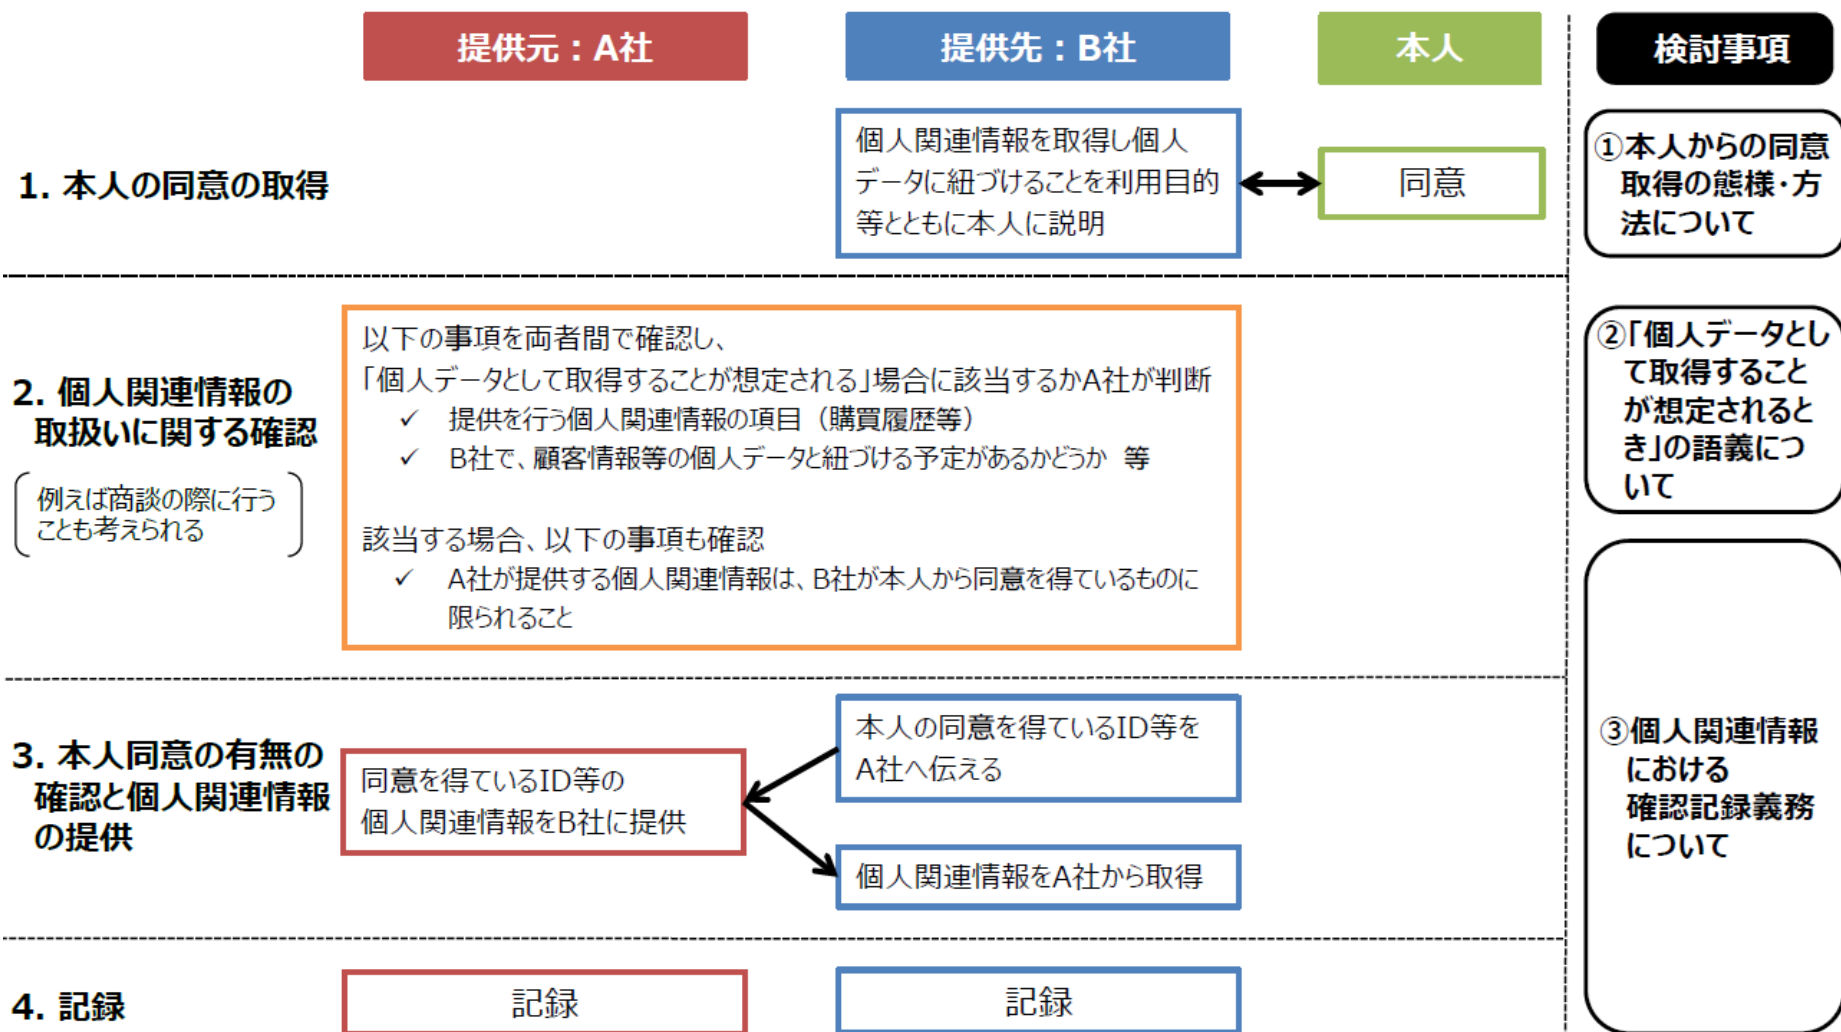 提供元：A社
提供先：B社
本人
検討事項
1. 本人の同意の取得
個人関連情報を取得し個人
データに紐づけることを利用目的
等とともに本人に説明
同意
①本人からの同意
取得の態様・方
法について
2. 個人関連情報の
取扱いに関する確認
例えば商談の際に行う
ことも考えられる
以下の事項を両者間で確認し、
「個人データとして取得することが想定される」場合に該当するかA社が判断
✓ 提供を行う個人関連情報の項目（購買履歴等）
✓ B社で、顧客情報等の個人データと紐づける予定があるかどうか 等
該当する場合、以下の事項も確認
✓ A社が提供する個人関連情報は、B社が本人から同意を得ているものに
限られること
②「個人データとし
て取得すること
が想定されると
き」の語義につ
いて
3. 本人同意の有無の
確認と個人関連情報
の提供
同意を得ているID等の
個人関連情報をB社に提供
本人の同意を得ているID等を
A社へ伝える
個人関連情報をA社から取得
③個人関連情報
における
確認記録義務
について
4. 記録
記録
記録